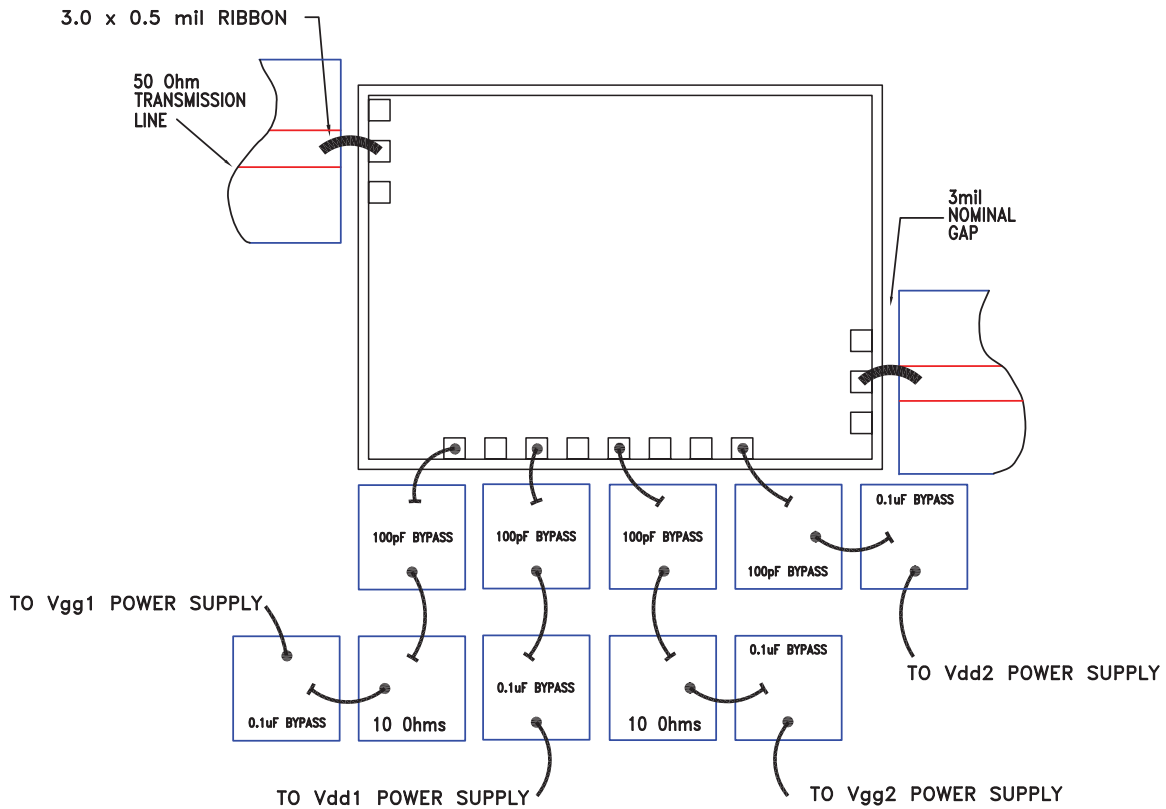 3.0 x 0.5 mil RIBBON
50 Ohm
TRANSMISSION
LINE
3mil
NOMINAL
GAP
100pF BYPASS
100pF BYPASS
100pF BYPASS
100pF BYPASS
0.1uF BYPASS
TO Vgg1 POWER SUPPLY
0.1uF BYPASS
10 Ohms
0.1uF BYPASS
10 Ohms
0.1uF BYPASS
TO Vdd2 POWER SUPPLY
TO Vdd1 POWER SUPPLY
TO Vgg2 POWER SUPPLY